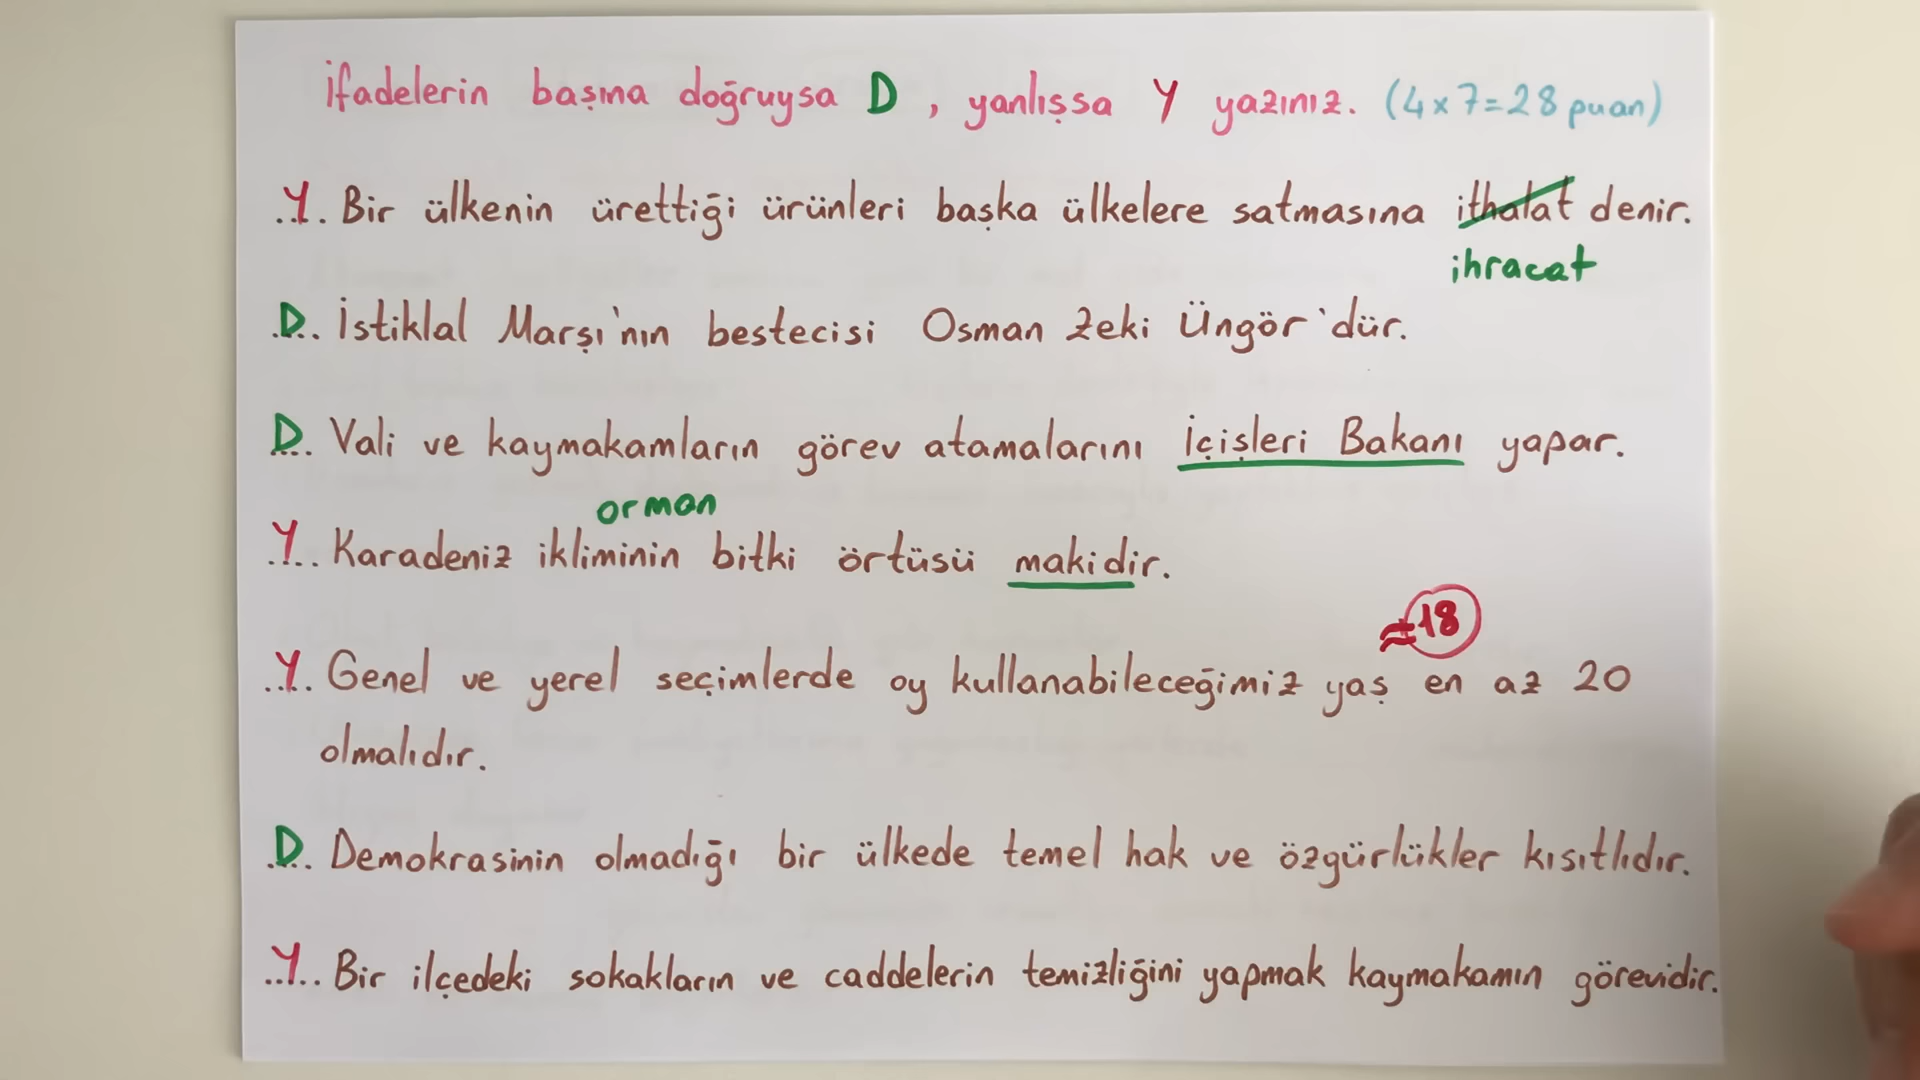 İfadelerin başına doğruysa D, yanlışsa Y yazınız. (4x7=28 puan)
.Y. Bir ülkenin ürettiği ürünleri başka ülkelere satmasına ithalat denir.
ihracat
.D. İstiklal Marşı'nın bestecisi Osman Zeki Üngör'dür.
.D. Vali ve kaymakamların görev atamalarını İçişleri Bakanı yapar.
orman
.Y.. Karadeniz ikliminin bitki örtüsü makidir.
≈18
..Y. Genel ve yerel seçimlerde oy kullanabileceğimiz yaş en az 20
olmalıdır.
.D. Demokrasinin olmadığı bir ülkede temel hak ve özgürlükler kısıtlıdır.
..Y.. Bir ilçedeki sokakların ve caddelerin temizliğini yapmak kaymakamın görevidir.